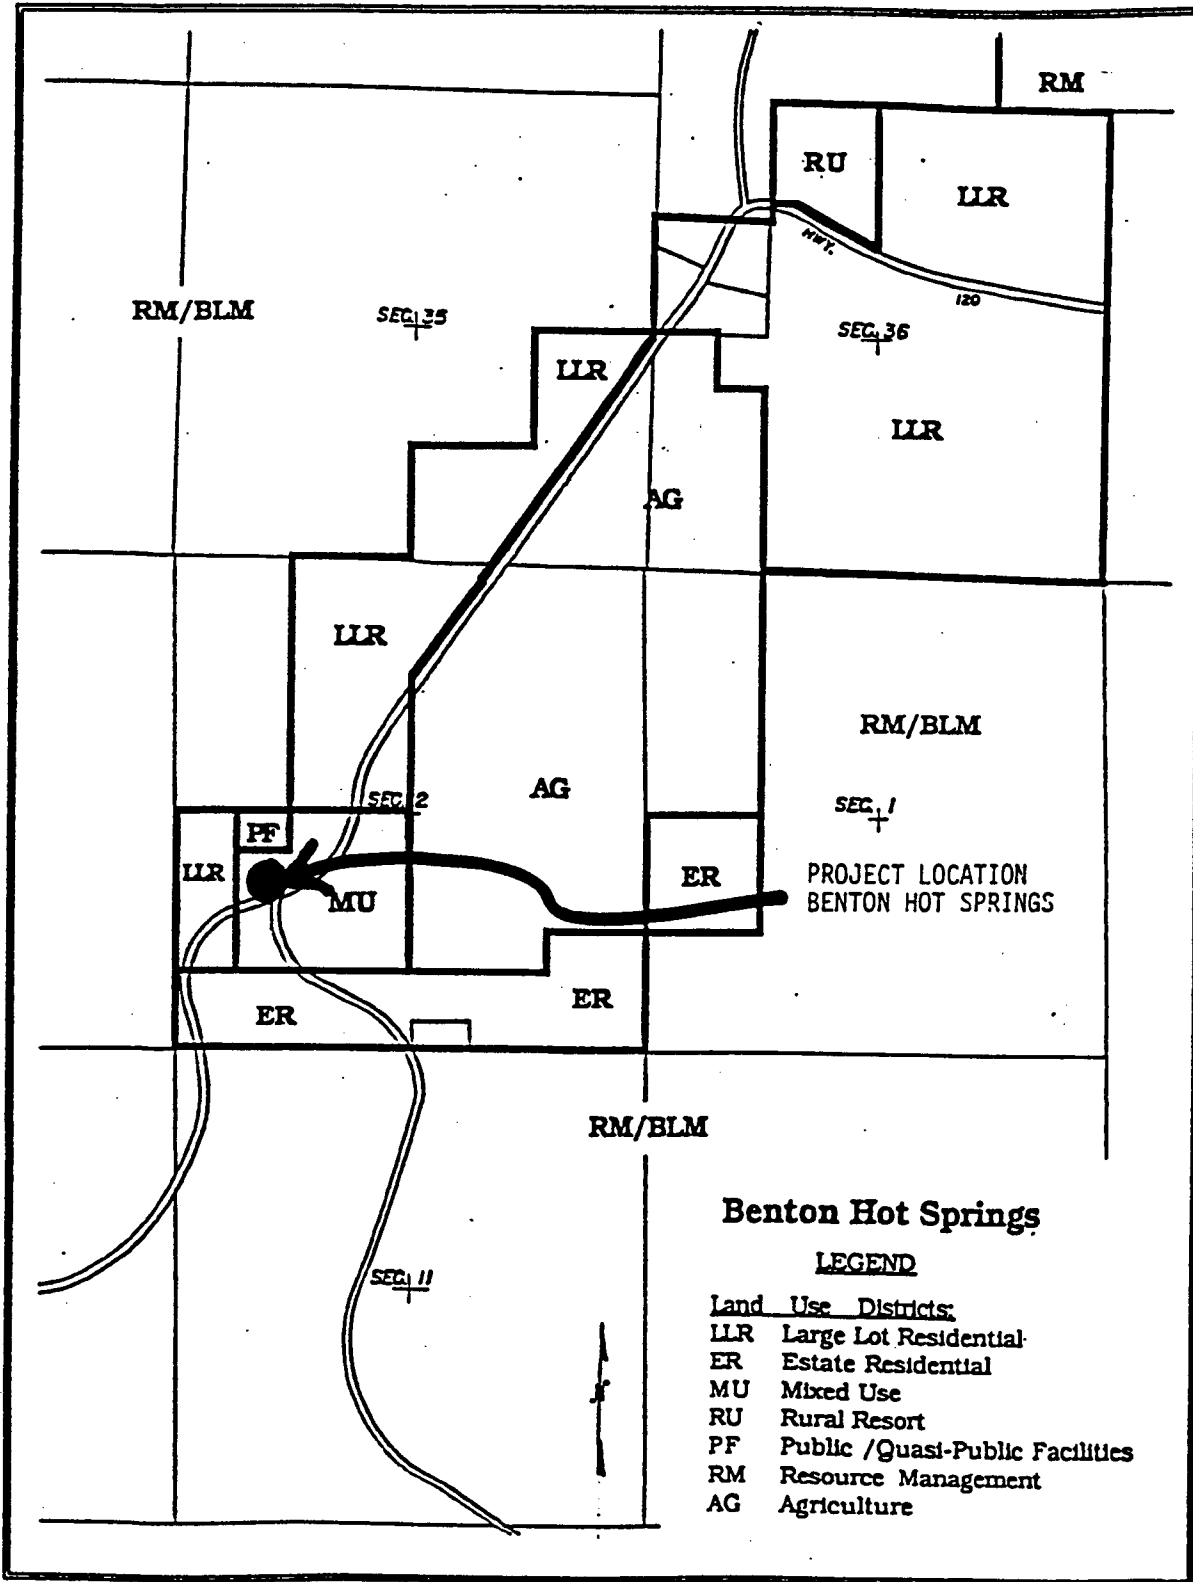 RM
RU
LLR
HWY.
120
RM/BLM
SEC. 35
SEC. 36
LLR
LLR
AG
LLR
RM/BLM
AG
SEC. 2
SEC. 1
PF
LLR
ER
PROJECT LOCATION
BENTON HOT SPRINGS
MU
ER
ER
RM/BLM
Benton Hot Springs
LEGEND
SEC. 11
Land Use Districts:
LLR Large Lot Residential
ER Estate Residential
MU Mixed Use
RU Rural Resort
PF Public /Quasi-Public Facilities
RM Resource Management
AG Agriculture